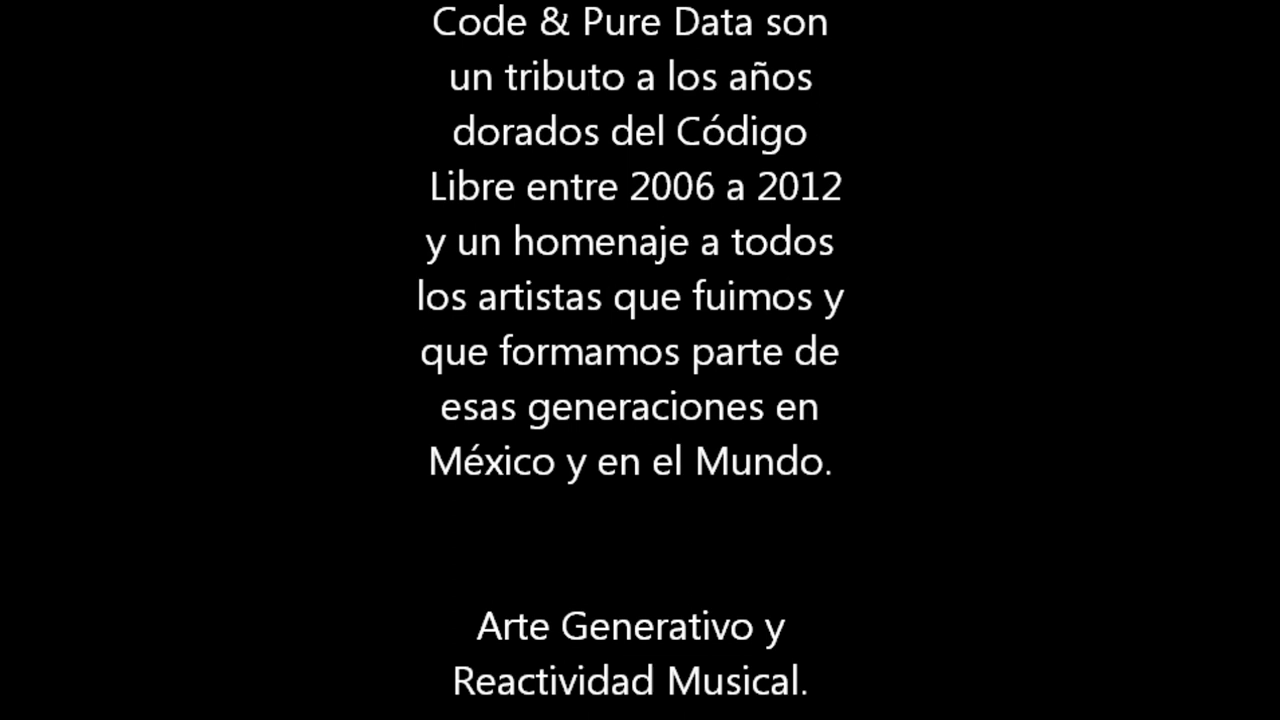 Code & Pure Data son
un tributo a los años
dorados del Código
Libre entre 2006 a 2012
y un homenaje a todos
los artistas que fuimos y
que formamos parte de
esas generaciones en
México y en el Mundo.
Arte Generativo y
Reactividad Musical.